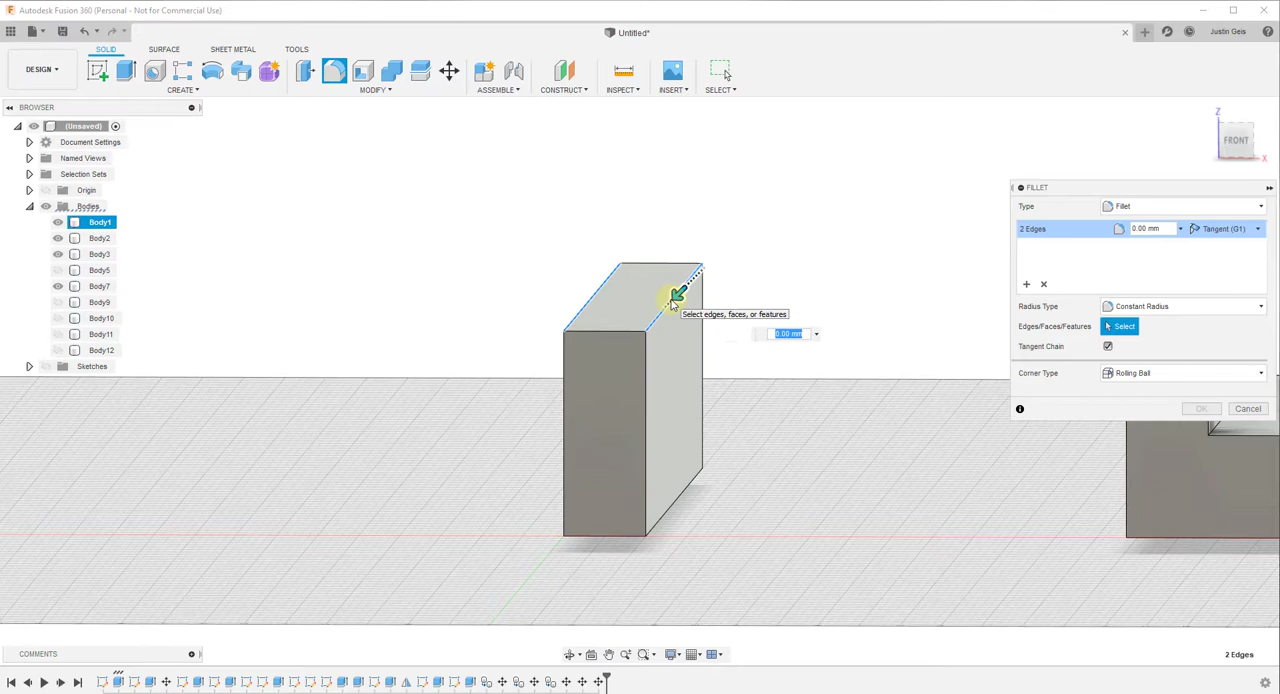 Autodesk Fusion 360 (Personal - Not for Commercial Use)
Untitled*
Justin Geis
SOLID SURFACE SHEET METAL TOOLS
DESIGN
CREATE MODIFY ASSEMBLE CONSTRUCT INSPECT INSERT SELECT
BROWSER
(Unsaved)
Document Settings
Named Views
Selection Sets
Origin
Bodies
Body1
Body2
Body3
Body5
Body7
Body9
Body10
Body11
Body12
Sketches
Z
FRONT
X
FILLET
Type Fillet
2 Edges 0.00 mm Tangent (G1)
Radius Type Constant Radius
Edges/Faces/Features Select
Tangent Chain
Corner Type Rolling Ball
OK Cancel
Select edges, faces, or features
0.00 mm
COMMENTS
2 Edges